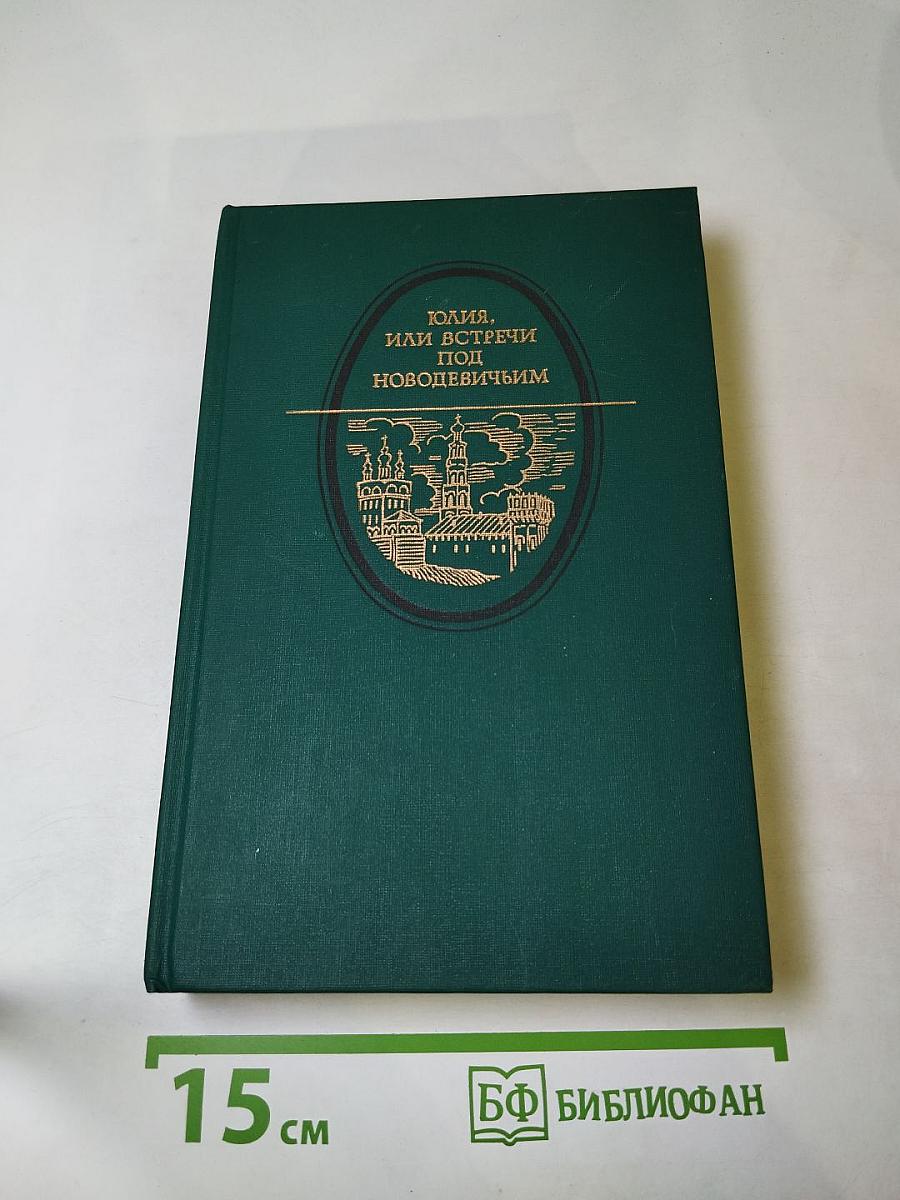 ЮЛИЯ,
ИЛИ ВСТРЕЧИ
ПОД
НОВОДЕВИЧЬИМ
15 см
БФ БИБЛИОФАН